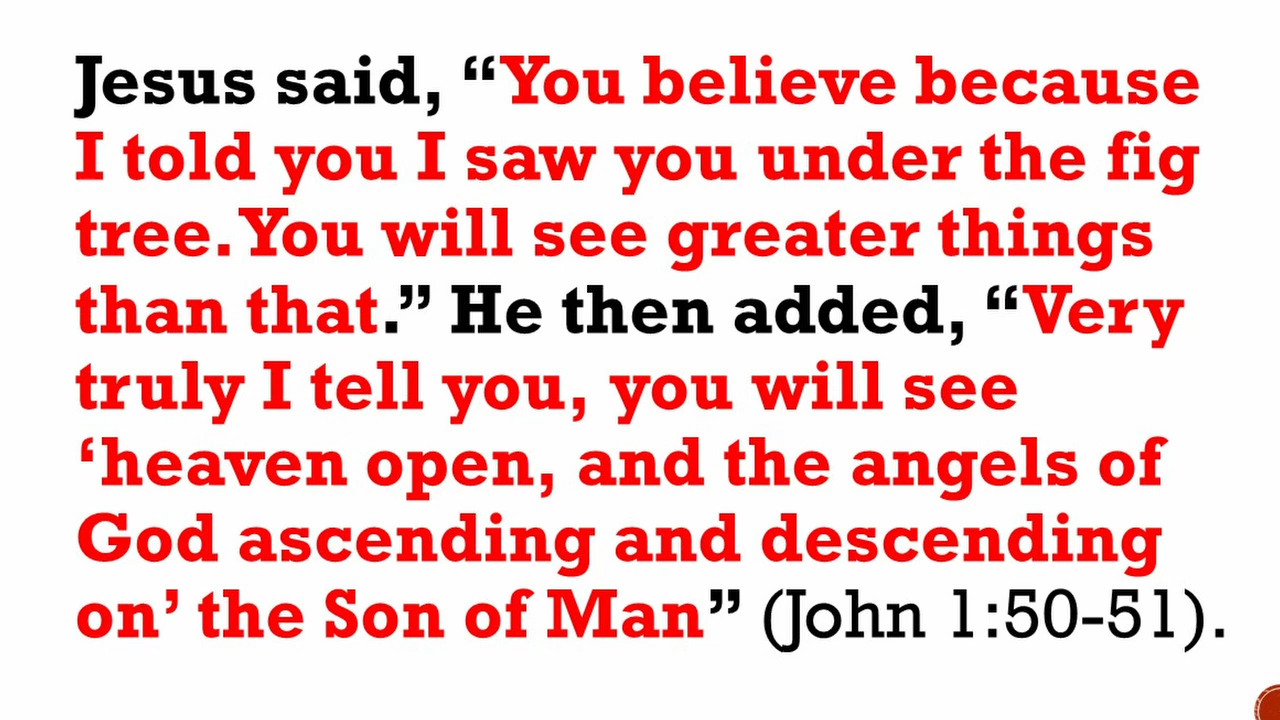 Jesus said, “You believe because
I told you I saw you under the fig
tree. You will see greater things
than that.” He then added, “Very
truly I tell you, you will see
‘heaven open, and the angels of
God ascending and descending
on’ the Son of Man” (John 1:50-51).